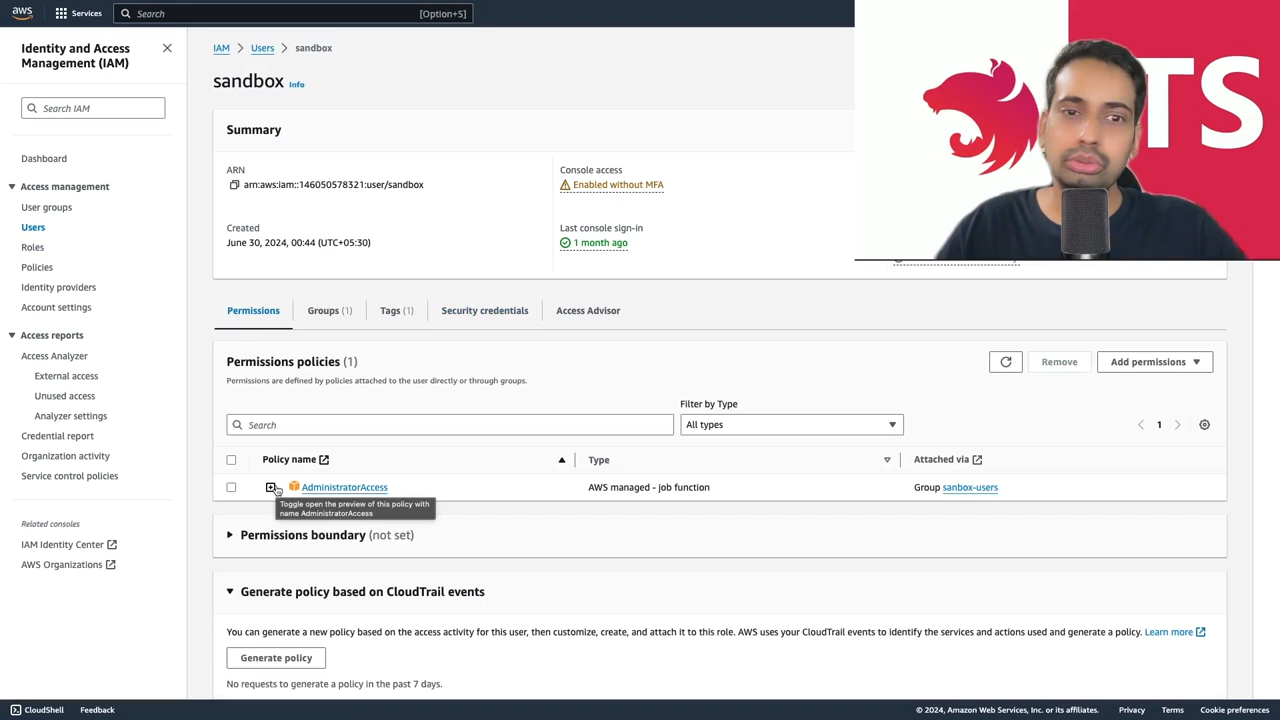 aws
Services
Search
[Option+S]
Identity and Access
Management (IAM)
Search IAM
Dashboard
Access management
User groups
Users
Roles
Policies
Identity providers
Account settings
Access reports
Access Analyzer
External access
Unused access
Analyzer settings
Credential report
Organization activity
Service control policies
Related consoles
IAM Identity Center
AWS Organizations
IAM
Users
sandbox
sandbox Info
Summary
ARN
arn:aws:iam::146050578321:user/sandbox
Console access
Enabled without MFA
Created
June 30, 2024, 00:44 (UTC+05:30)
Last console sign-in
1 month ago
TS
Permissions
Groups (1)
Tags (1)
Security credentials
Access Advisor
Permissions policies (1)
Remove
Add permissions
Permissions are defined by policies attached to the user directly or through groups.
Filter by Type
Search
All types
1
Policy name
Type
Attached via
AdministratorAccess
AWS managed - job function
Group sanbox-users
Toggle open the preview of this policy with
name AdministratorAccess
Permissions boundary (not set)
Generate policy based on CloudTrail events
You can generate a new policy based on the access activity for this user, then customize, create, and attach it to this role. AWS uses your CloudTrail events to identify the services and actions used and generate a policy. Learn more
Generate policy
No requests to generate a policy in the past 7 days.
CloudShell
Feedback
© 2024, Amazon Web Services, Inc. or its affiliates.
Privacy
Terms
Cookie preferences